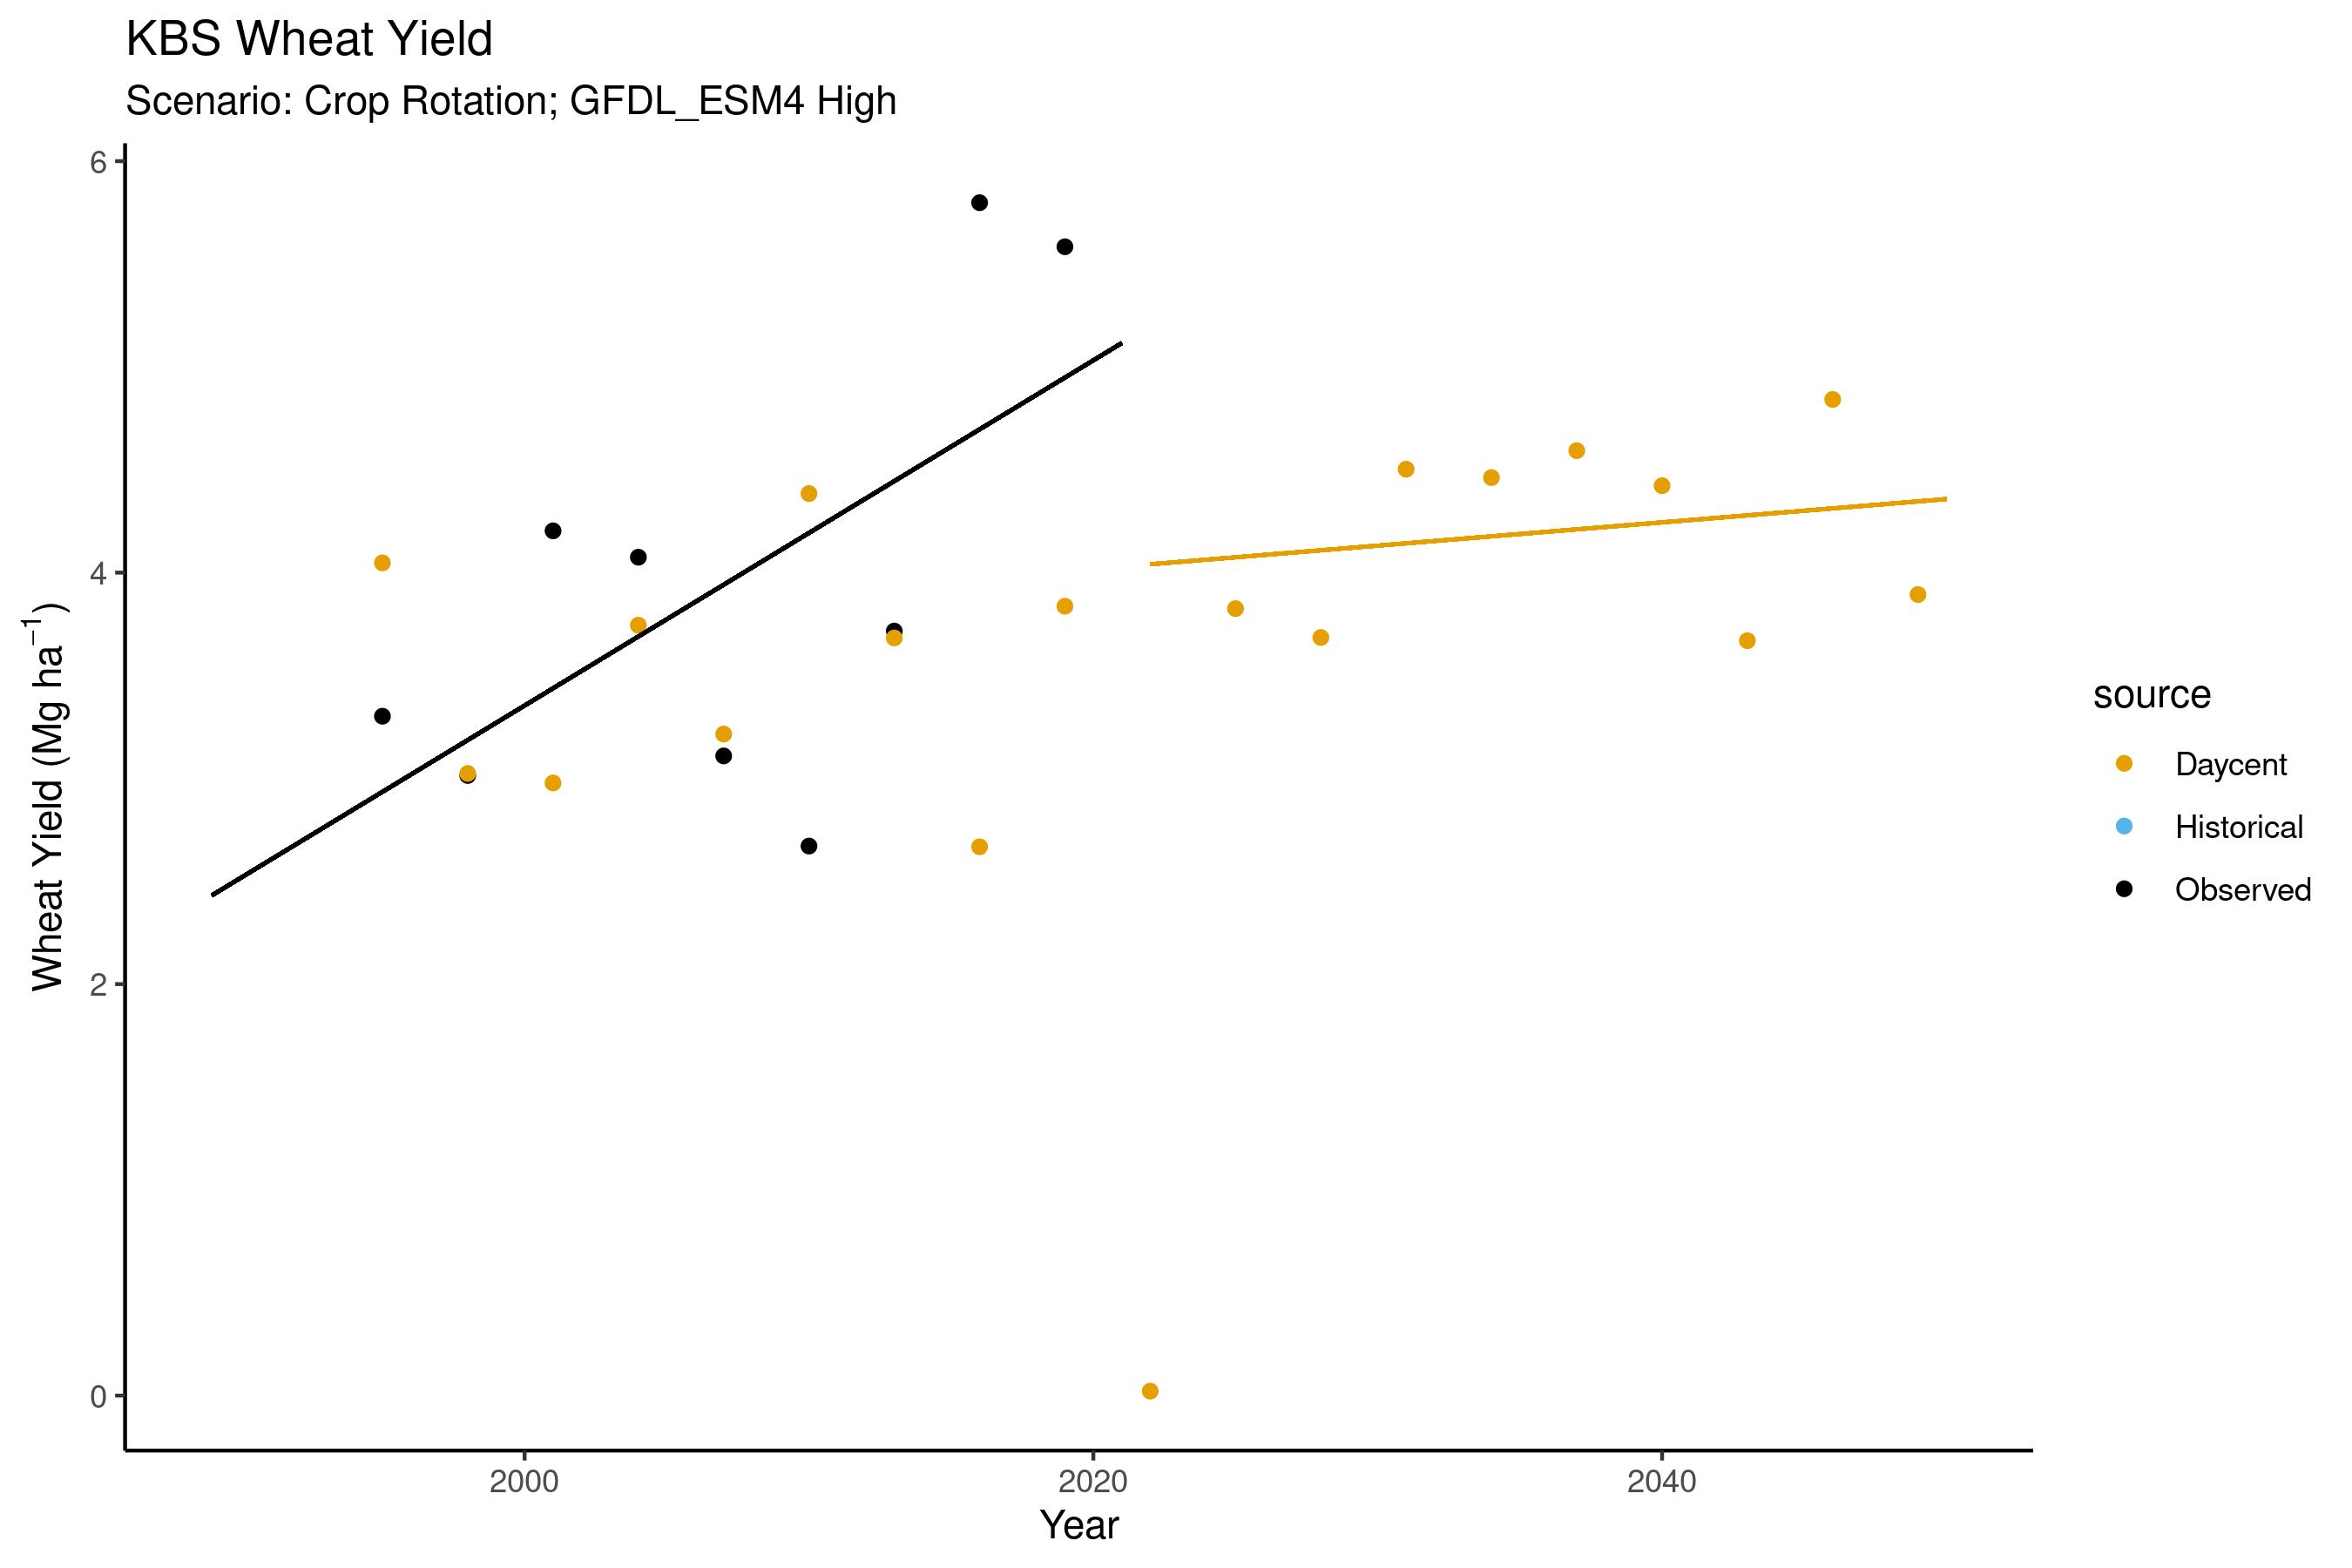 KBS Wheat Yield
Scenario: Crop Rotation; GFDL_ESM4 High
Wheat Yield (Mg ha⁻¹)
6
4
2
0
2000
2020
2040
Year
source
Daycent
Historical
Observed